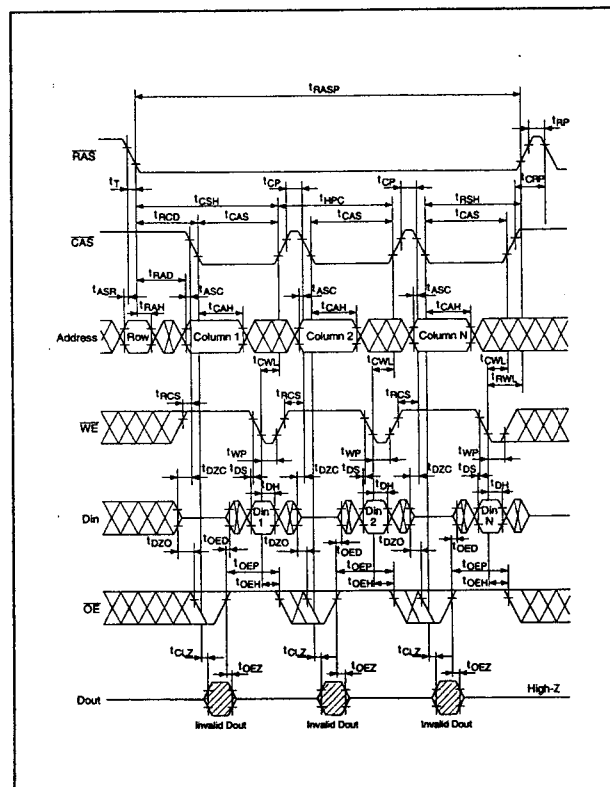 tRASP
tRP
RAS
tT
tCP tCP tCRP
tCSH tHPC tRSH
tRCD tCAS tCAS tCAS
CAS
tRAD
tASR tASC tASC tASC
tRAH tCAH tCAH tCAH
Address Row Column 1 Column 2 Column N
tCWL tCWL tCWL
tRCS tRCS tRCS tRWL
WE
tWP tWP tWP
tDZC tDS tDZC tDS tDZC tDS
tDH tDH tDH
Din Din 1 Din 2 Din N
tDZO tOED tDZO tOED tDZO tOED
tOEP tOEP tOEP
tOEH tOEH tOEH
OE
tCLZ tCLZ tCLZ
tOEZ tOEZ tOEZ
Dout High-Z
Invalid Dout Invalid Dout Invalid Dout